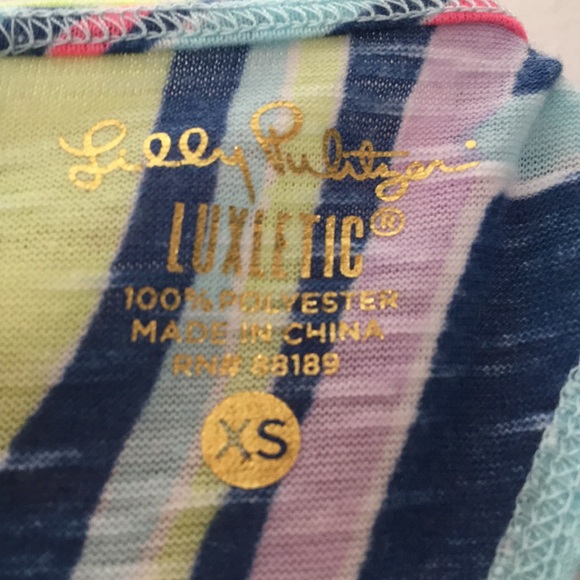 Lilly Pulitzer
LUXLETIC®
100% POLYESTER
MADE IN CHINA
RN# 88189
XS